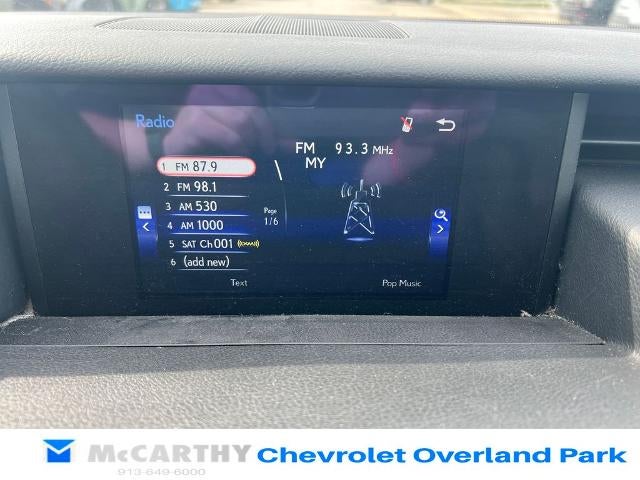 Radio
FM 93.3 MHz
MY
1 FM 87.9
2 FM 98.1
3 AM 530
4 AM 1000
5 SAT Ch001 ((XM))
6 (add new)
Page
1/6
Text
Pop Music
McCARTHY
913-649-6000
Chevrolet Overland Park